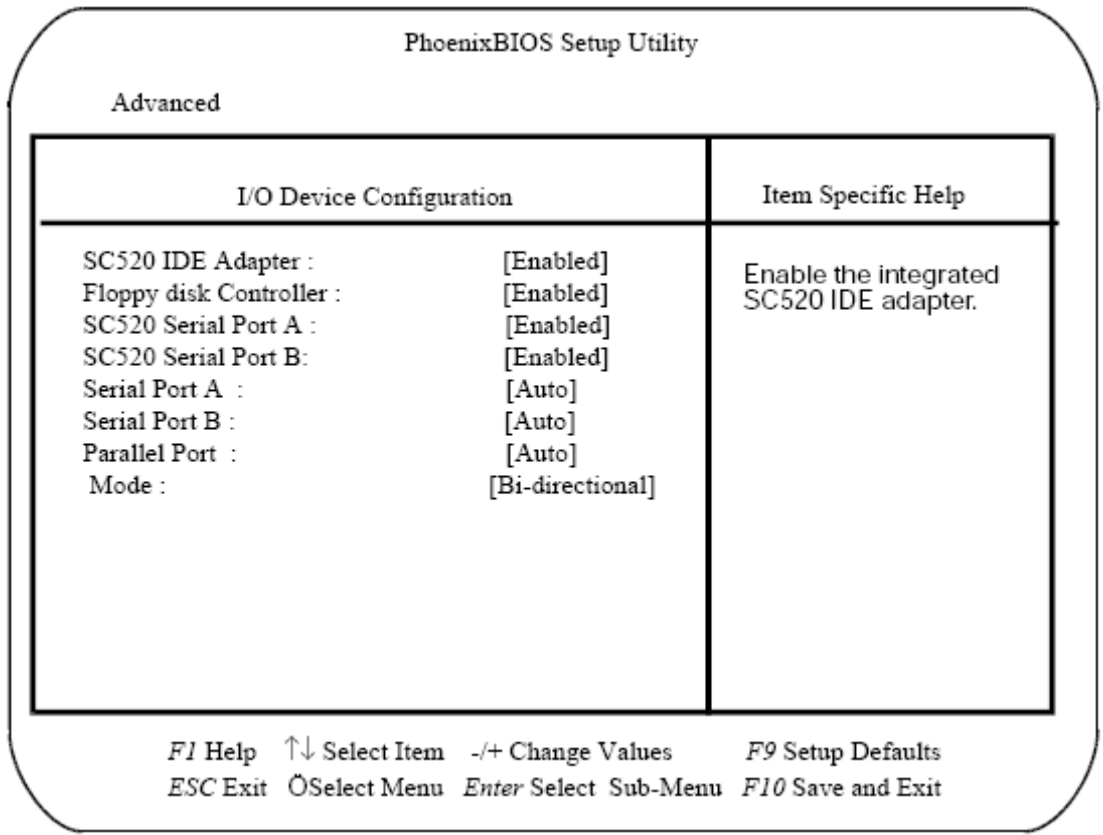 PhoenixBIOS Setup Utility
Advanced
I/O Device Configuration
Item Specific Help
SC520 IDE Adapter : [Enabled]
Floppy disk Controller : [Enabled]
SC520 Serial Port A : [Enabled]
SC520 Serial Port B: [Enabled]
Serial Port A : [Auto]
Serial Port B : [Auto]
Parallel Port : [Auto]
Mode : [Bi-directional]
Enable the integrated
SC520 IDE adapter.
F1 Help ↑↓ Select Item -/+ Change Values F9 Setup Defaults
ESC Exit ÖSelect Menu Enter Select Sub-Menu F10 Save and Exit